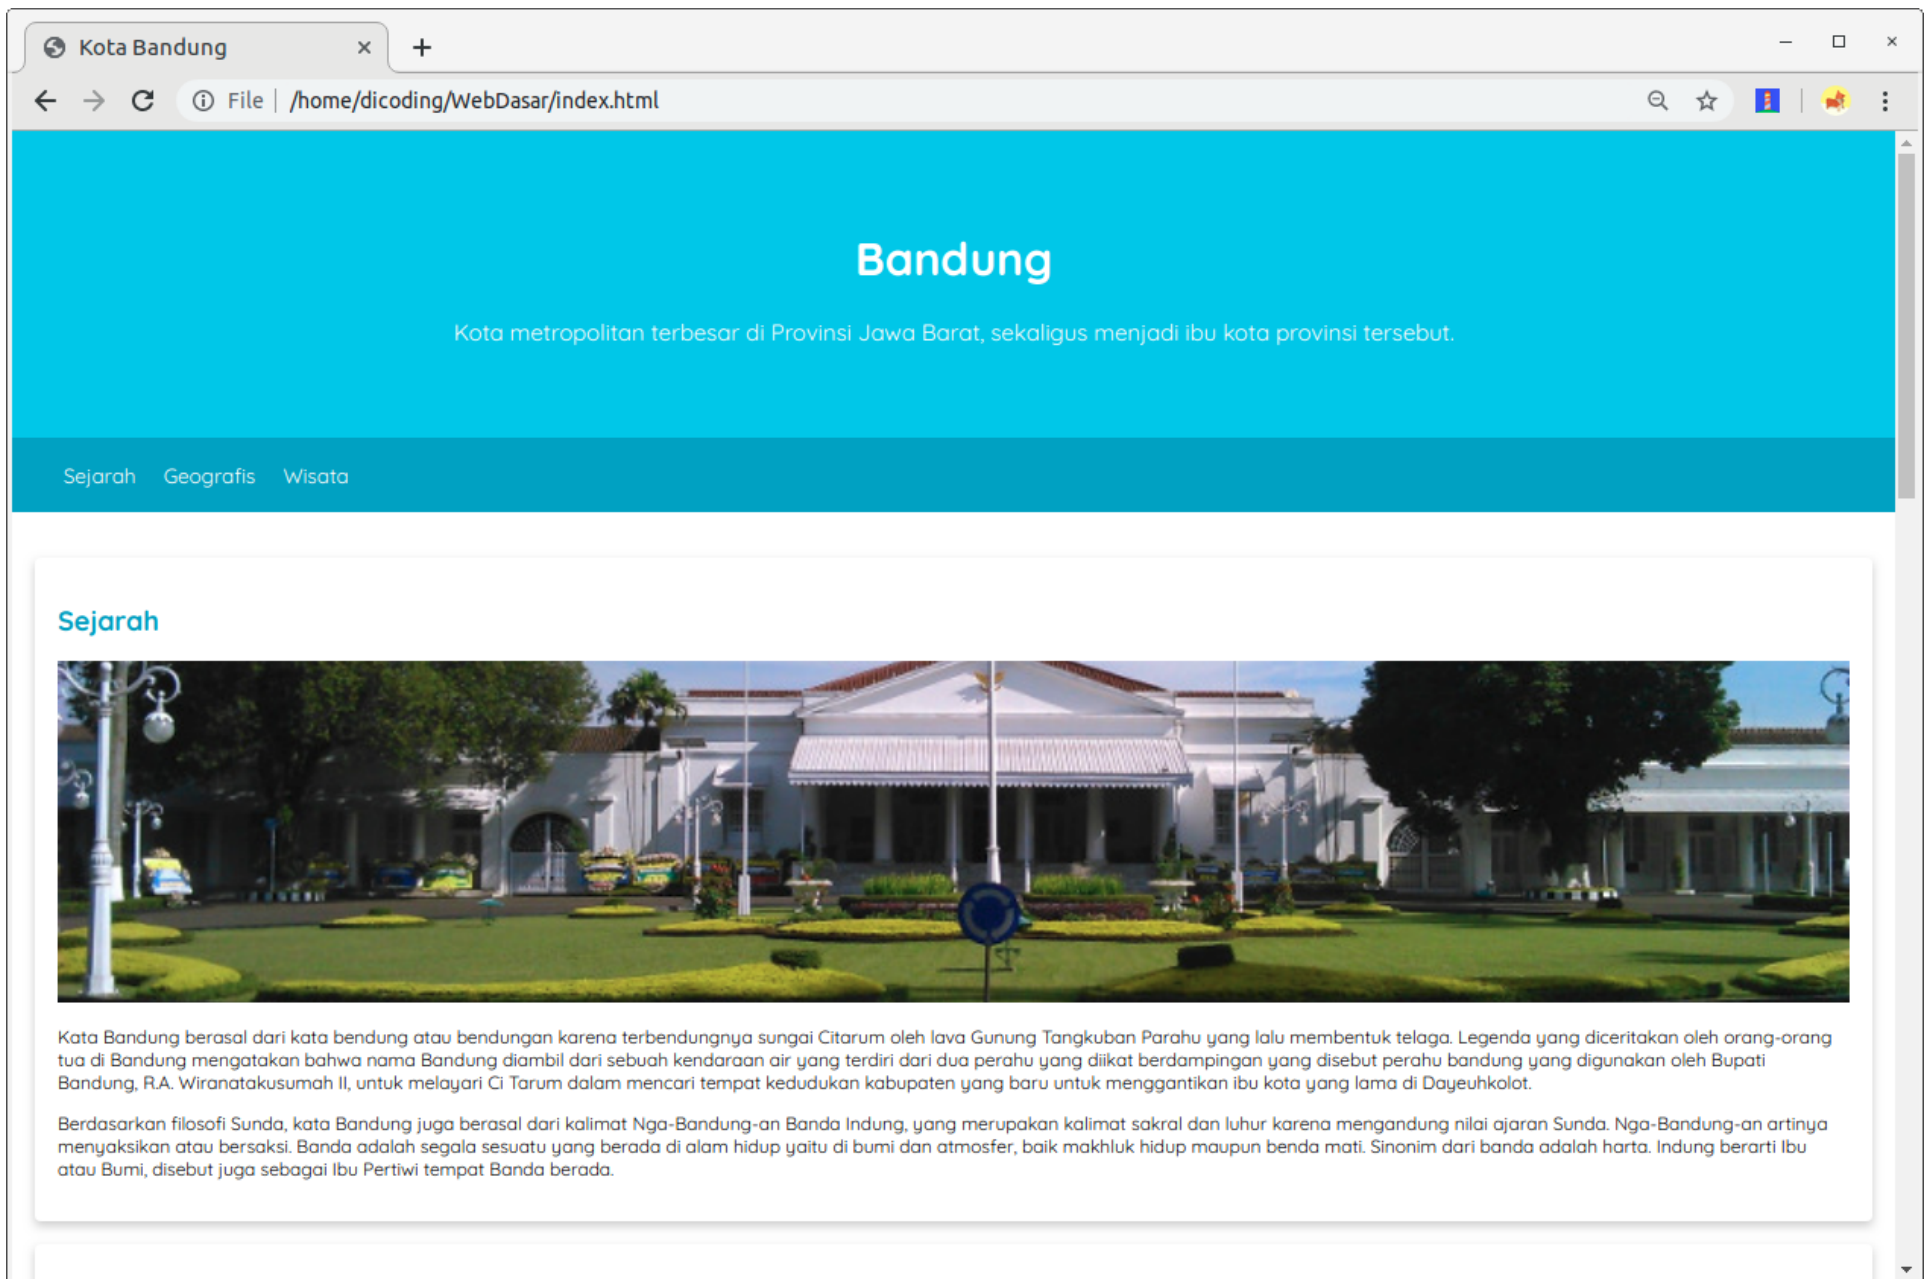 Kota Bandung
File
/home/dicoding/WebDasar/index.html
Bandung
Kota metropolitan terbesar di Provinsi Jawa Barat, sekaligus menjadi ibu kota provinsi tersebut.
Sejarah Geografis Wisata
Sejarah
Kata Bandung berasal dari kata bendung atau bendungan karena terbendungnya sungai Citarum oleh lava Gunung Tangkuban Parahu yang lalu membentuk telaga. Legenda yang diceritakan oleh orang-orang
tua di Bandung mengatakan bahwa nama Bandung diambil dari sebuah kendaraan air yang terdiri dari dua perahu yang diikat berdampingan yang disebut perahu bandung yang digunakan oleh Bupati
Bandung, R.A. Wiranatakusumah II, untuk melayari Ci Tarum dalam mencari tempat kedudukan kabupaten yang baru untuk menggantikan ibu kota yang lama di Dayeuhkolot.
Berdasarkan filosofi Sunda, kata Bandung juga berasal dari kalimat Nga-Bandung-an Banda Indung, yang merupakan kalimat sakral dan luhur karena mengandung nilai ajaran Sunda. Nga-Bandung-an artinya
menyaksikan atau bersaksi. Banda adalah segala sesuatu yang berada di alam hidup yaitu di bumi dan atmosfer, baik makhluk hidup maupun benda mati. Sinonim dari banda adalah harta. Indung berarti Ibu
atau Bumi, disebut juga sebagai Ibu Pertiwi tempat Banda berada.